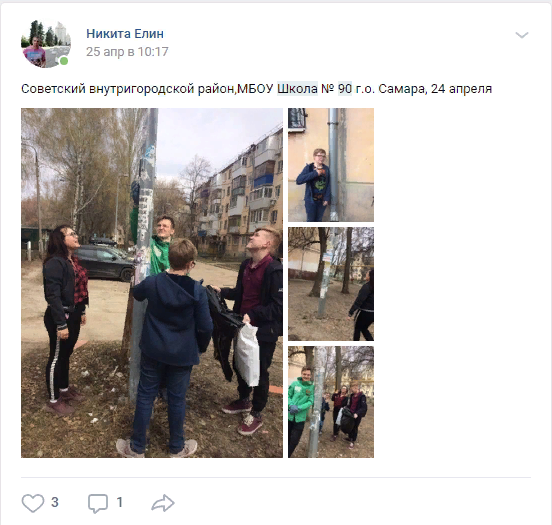 Никита Елин
25 апр в 10:17
Советский внутригородской район,МБОУ Школа № 90 г.о. Самара, 24 апреля
3
1